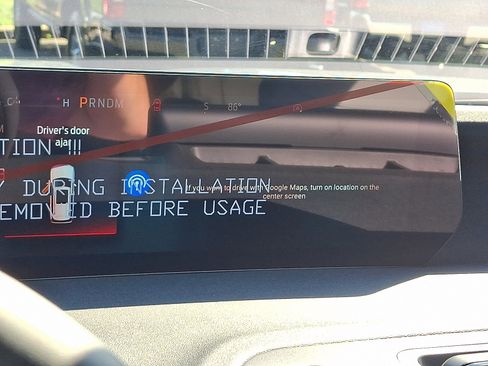 H PRNDM
S 86°
Driver's door
ajar
TION !!!
Y DURING INSTALLATION
If you want to drive with Google Maps, turn on location on the
center screen
EMOVED BEFORE USAGE